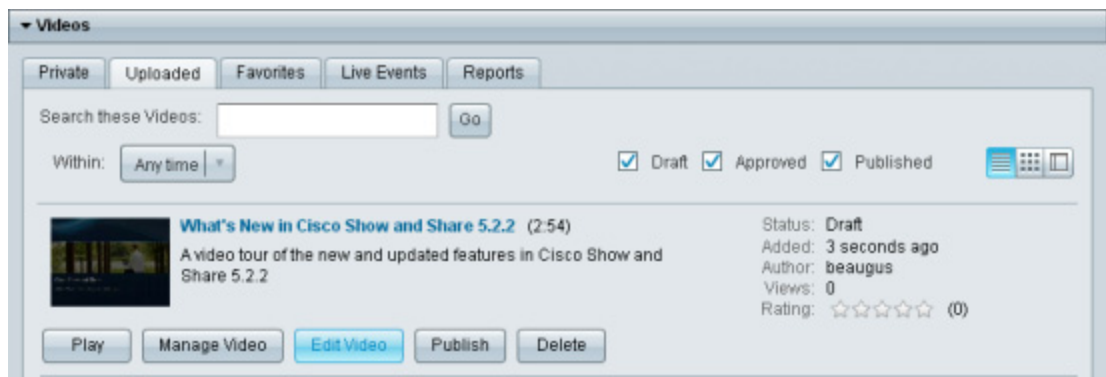 Videos
Private Uploaded Favorites Live Events Reports
Search these Videos: Go
Within: Any time Draft Approved Published
What's New in Cisco Show and Share 5.2.2 (2:54)
A video tour of the new and updated features in Cisco Show and
Share 5.2.2
Status: Draft
Added: 3 seconds ago
Author: beaugus
Views: 0
Rating: (0)
Play Manage Video Edit Video Publish Delete